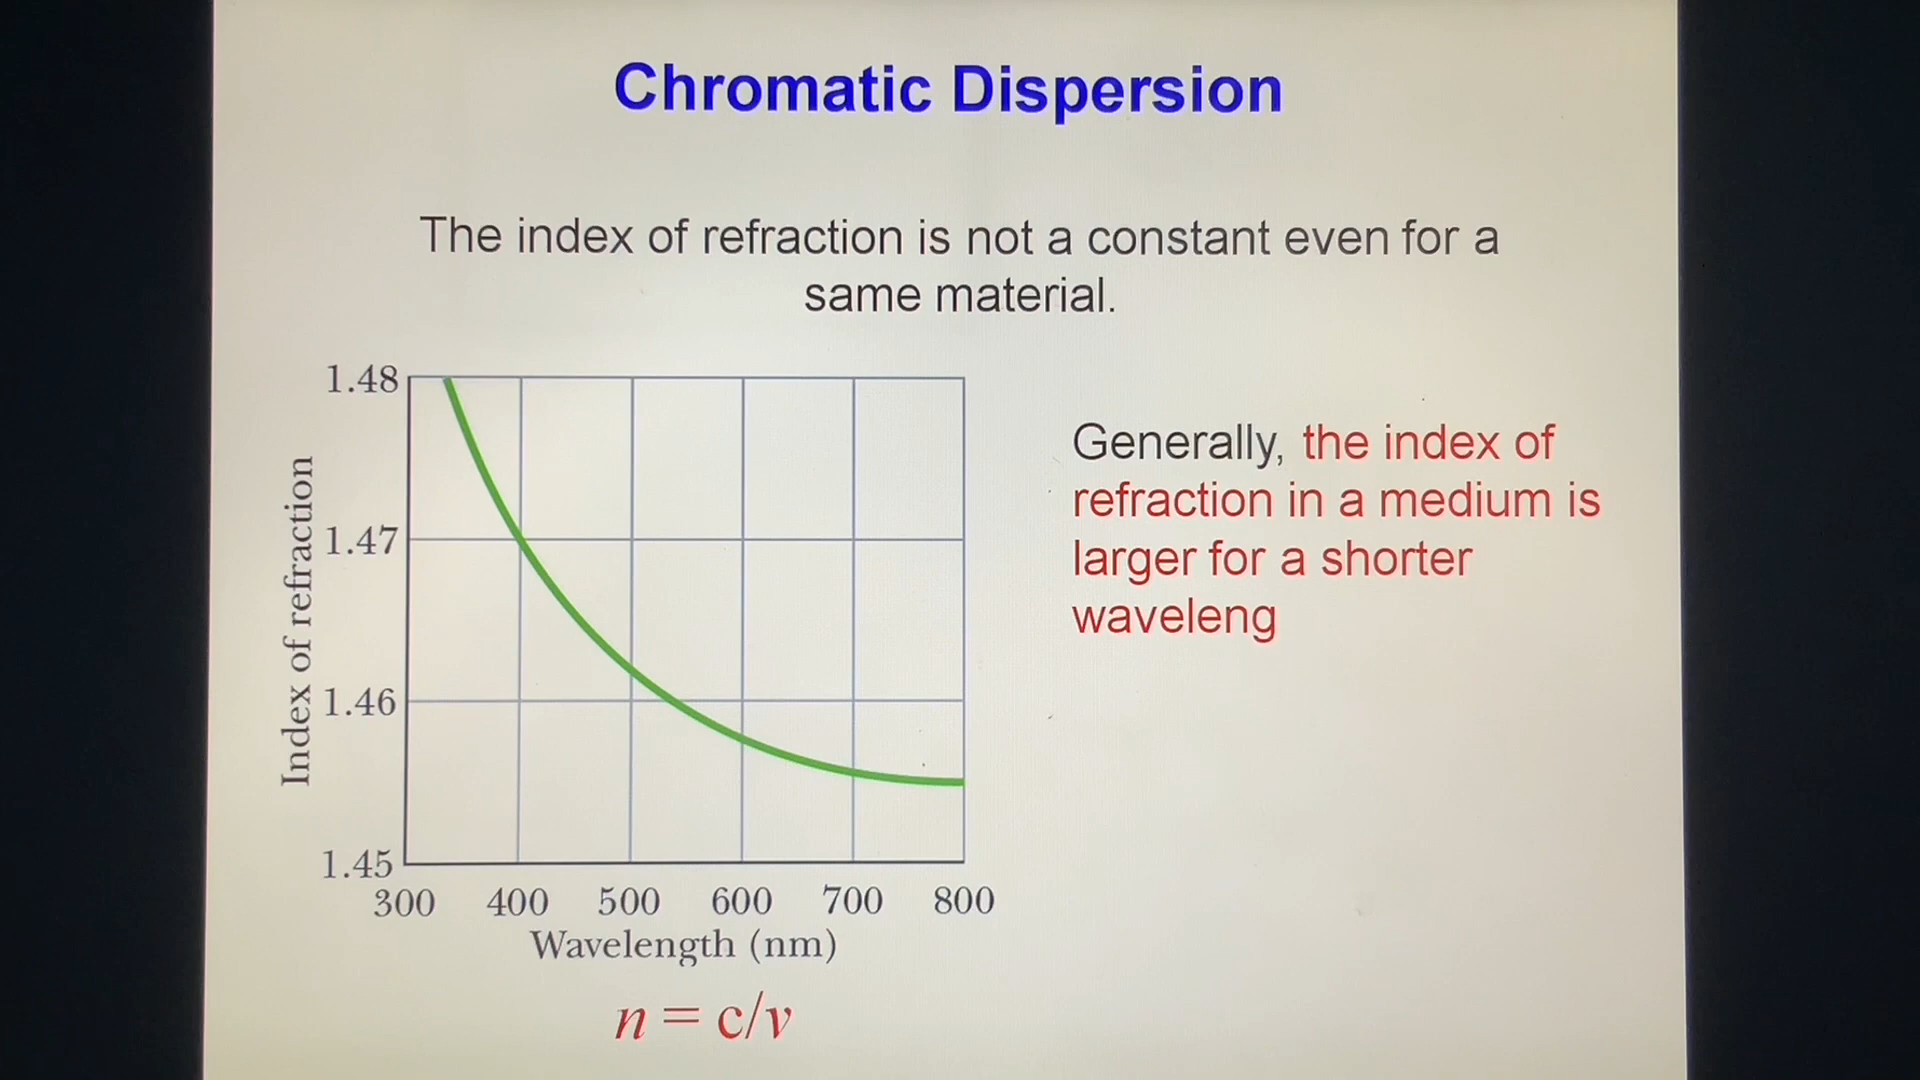 Chromatic Dispersion
The index of refraction is not a constant even for a
same material.
1.48
1.47
1.46
1.45
Index of refraction
300 400 500 600 700 800
Wavelength (nm)
n = c/v
Generally, the index of
refraction in a medium is
larger for a shorter
waveleng